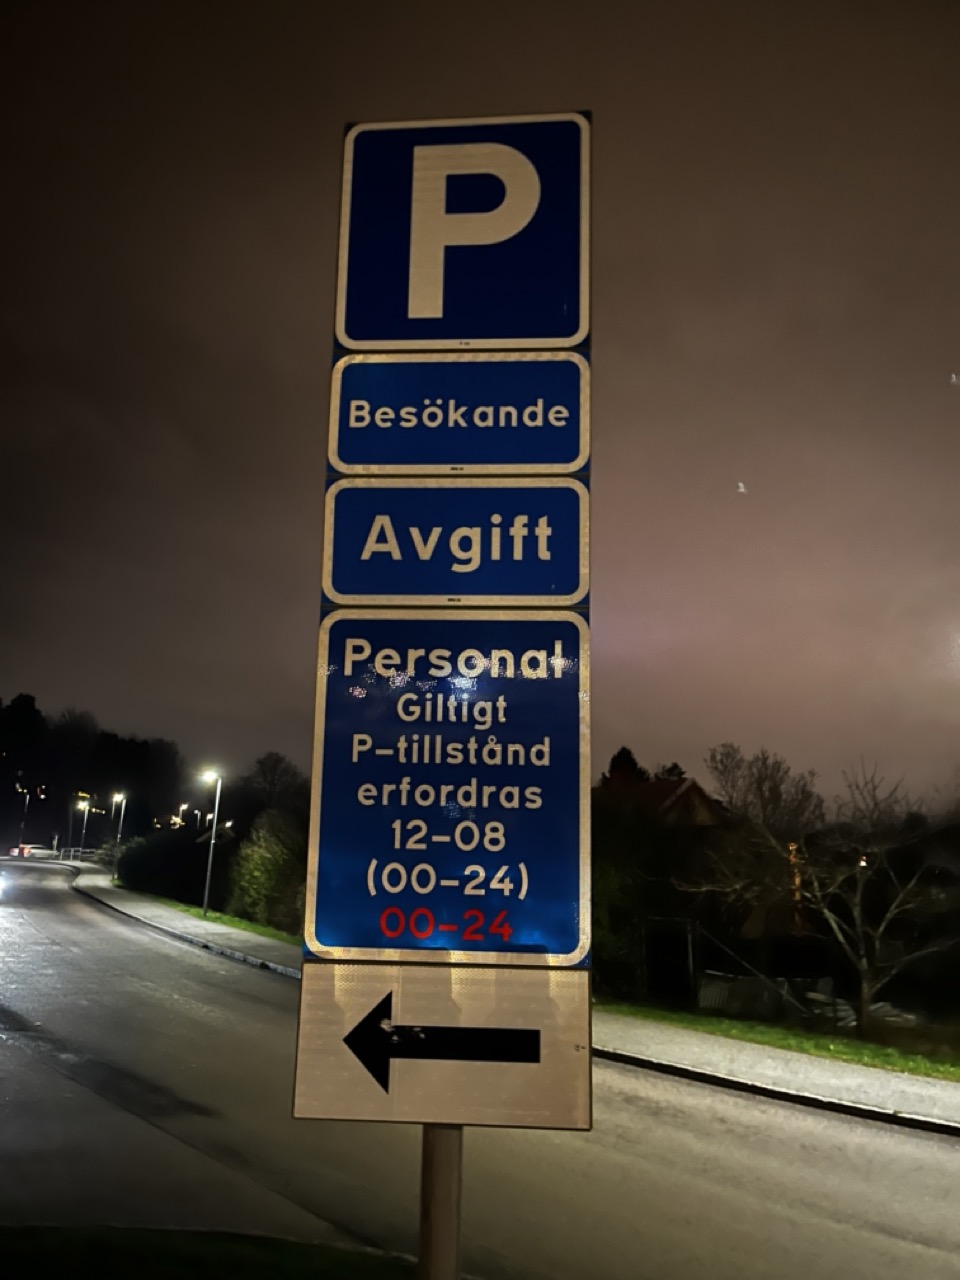 P
Besökande
Avgift
Personal
Giltigt
P-tillstånd
erfordras
12-08
(00-24)
00-24